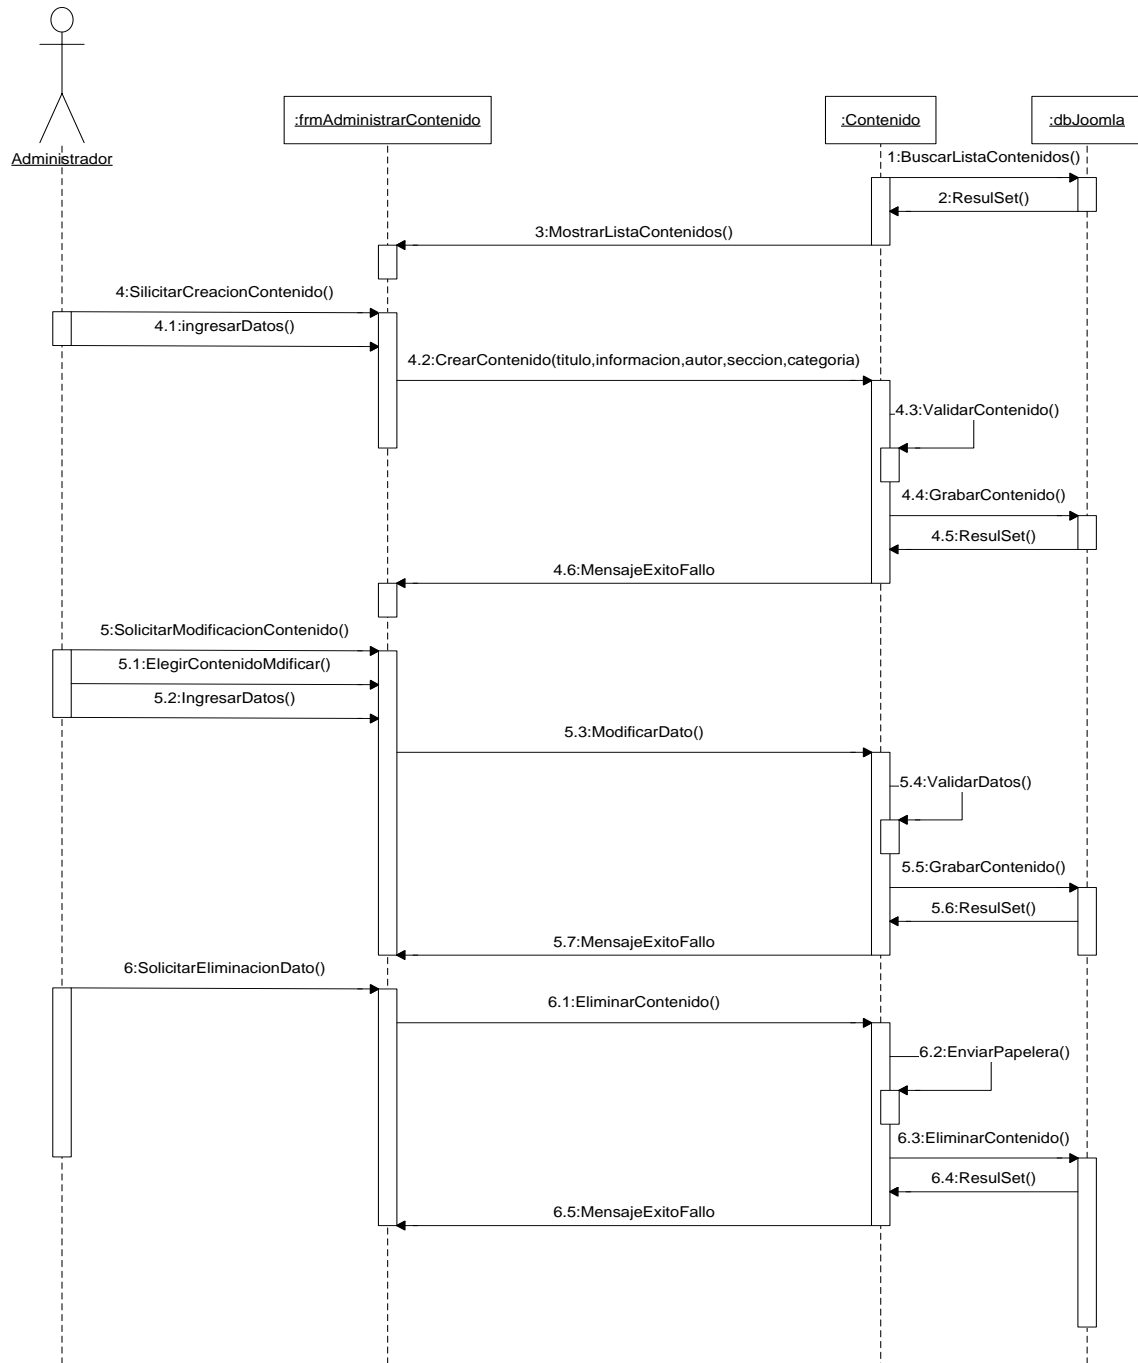 :frmAdministrarContenido
:Contenido
:dbJoomla
Administrador
1:BuscarListaContenidos()
2:ResulSet()
3:MostrarListaContenidos()
4:SilicitarCreacionContenido()
4.1:ingresarDatos()
4.2:CrearContenido(titulo,informacion,autor,seccion,categoria)
4.3:ValidarContenido()
4.4:GrabarContenido()
4.5:ResulSet()
4.6:MensajeExitoFallo
5:SolicitarModificacionContenido()
5.1:ElegirContenidoMdificar()
5.2:IngresarDatos()
5.3:ModificarDato()
5.4:ValidarDatos()
5.5:GrabarContenido()
5.6:ResulSet()
5.7:MensajeExitoFallo
6:SolicitarEliminacionDato()
6.1:EliminarContenido()
6.2:EnviarPapelera()
6.3:EliminarContenido()
6.4:ResulSet()
6.5:MensajeExitoFallo